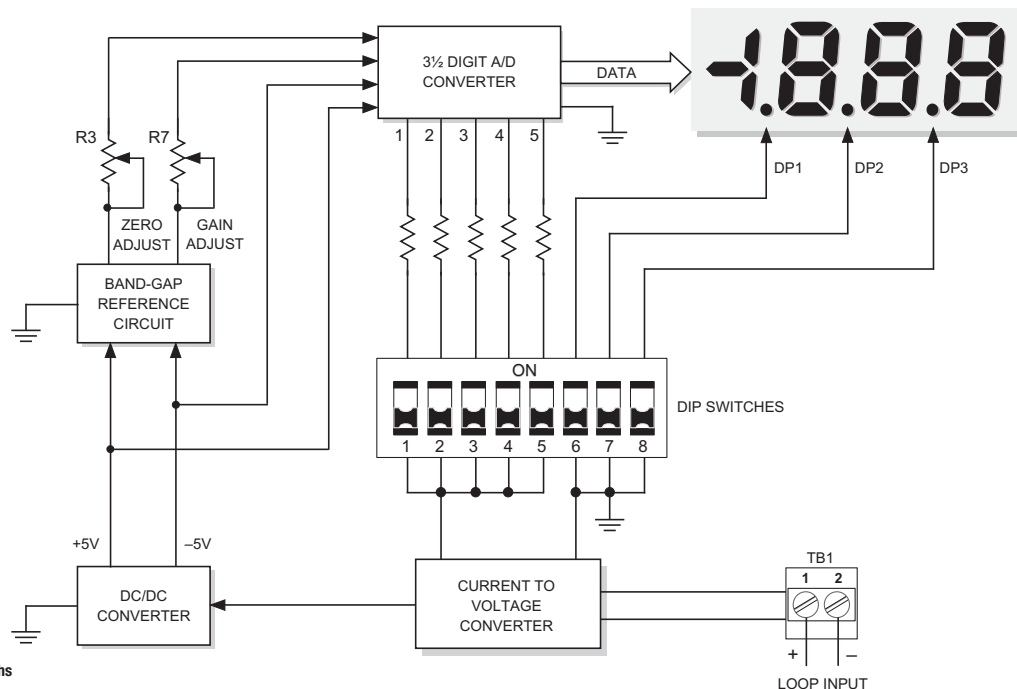 3½ DIGIT A/D
CONVERTER
DATA
-1.8.8.8
1 2 3 4 5
R3
R7
DP1
DP2
DP3
ZERO
ADJUST
GAIN
ADJUST
BAND-GAP
REFERENCE
CIRCUIT
ON
DIP SWITCHES
1 2 3 4 5 6 7 8
+5V
–5V
TB1
1 2
DC/DC
CONVERTER
CURRENT TO
VOLTAGE
CONVERTER
+ –
LOOP INPUT